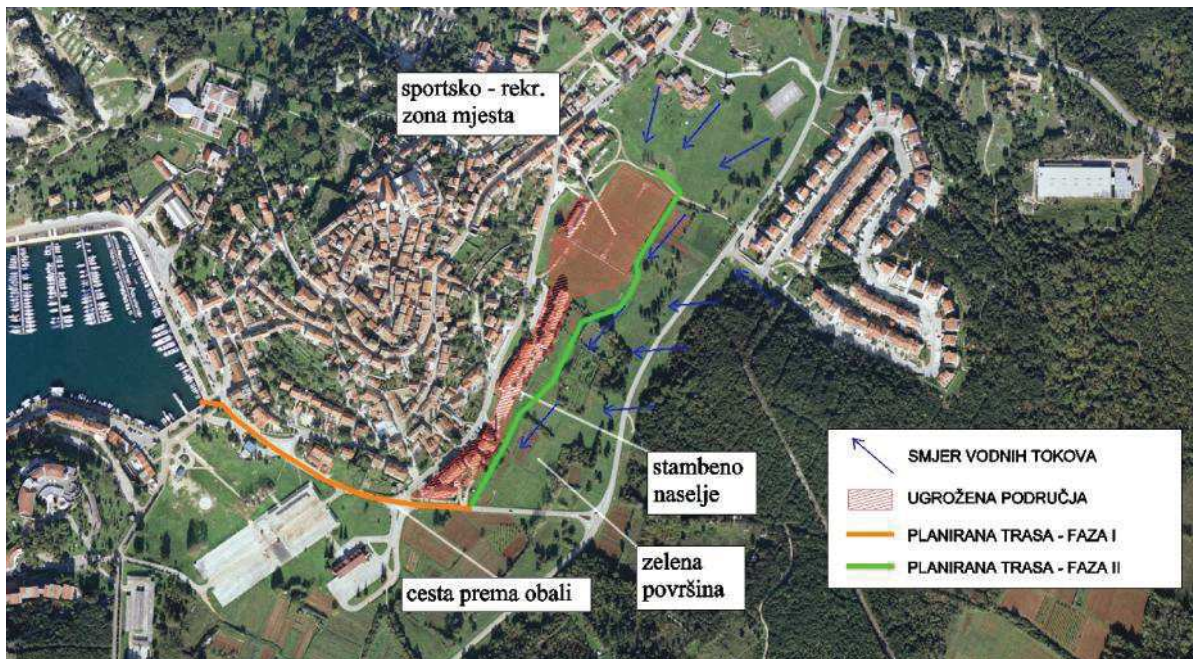 sportsko - rekr.
zona mjesta
stambeno
naselje
zelena
površina
cesta prema obali
SMJER VODNIH TOKOVA
UGROŽENA PODRUČJA
PLANIRANA TRASA - FAZA I
PLANIRANA TRASA - FAZA II